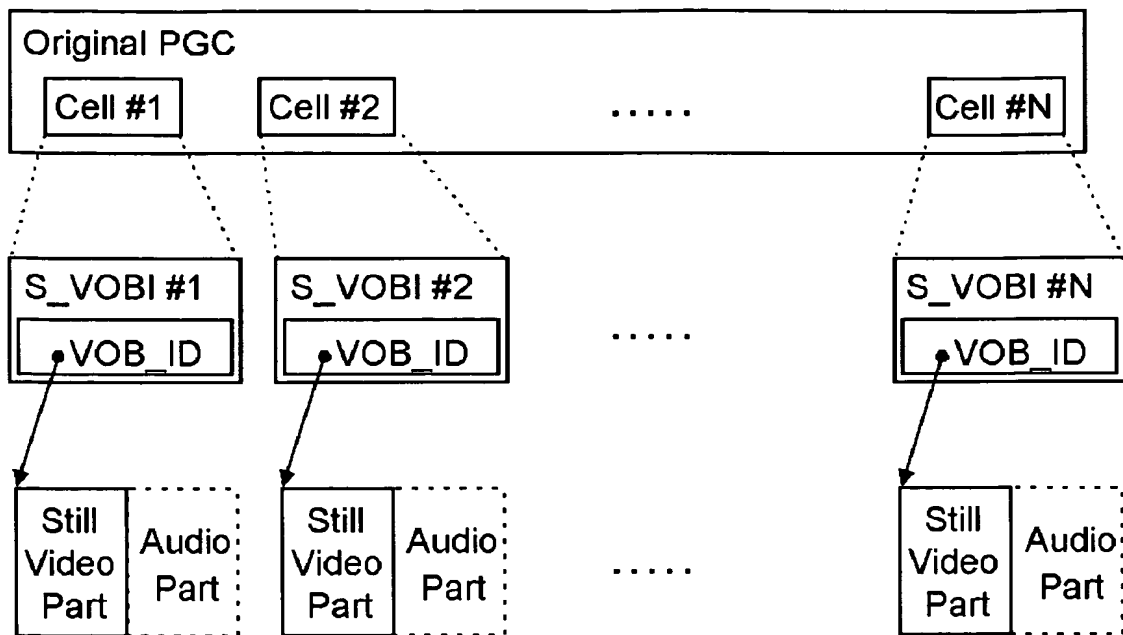 Original PGC
Cell #1 Cell #2 ..... Cell #N
S_VOBI #1 S_VOBI #2 S_VOBI #N
.....
VOB_ID VOB_ID VOB_ID
Still Video Part
Audio Part
Still Video Part
Audio Part
.....
Still Video Part
Audio Part